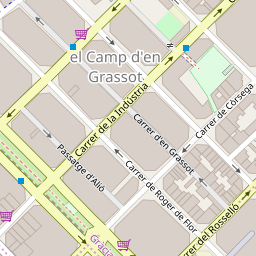 el Camp d'en
Grassot
Carrer de la Indústria
Carrer d'en Grassot
Carrer de Còrsega
Passatge d'Alió
Carrer de Roger de Flor
Carrer del Rosselló
Gràcia